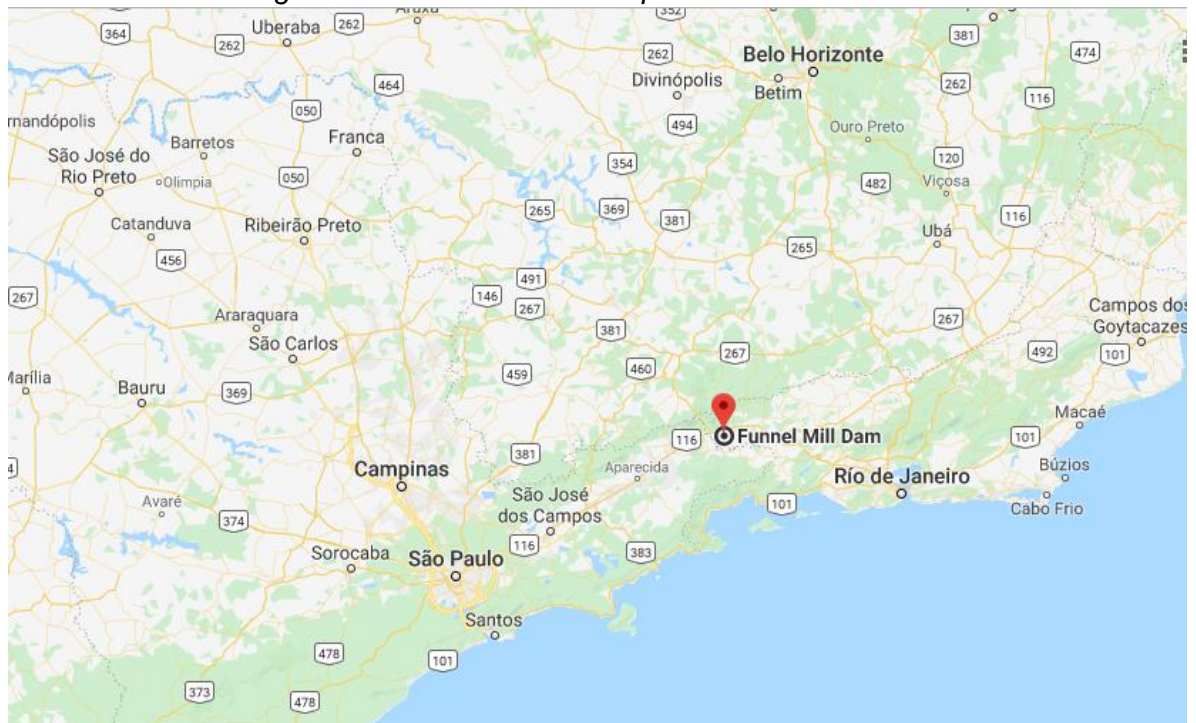 352
364
262
Uberaba
262
381
474
262
Belo Horizonte
464
Divinópolis
Betim
262
116
050
494
Ouro Preto
Franca
Barretos
São José do
Rio Preto
Olimpia
050
354
120
Viçosa
482
265
369
381
116
Catanduva
Ribeirão Preto
Ubá
265
456
491
267
146
267
Campos dos
Goytacazes
Araraquara
São Carlos
381
267
492
101
267
Bauru
369
459
460
Macaé
116
Funnel Mill Dam
101
Campinas
381
Aparecida
Río de Janeiro
Búzios
Cabo Frio
Avaré
374
São José
dos Campos
101
116
383
Sorocaba
São Paulo
Santos
478
101
373
478